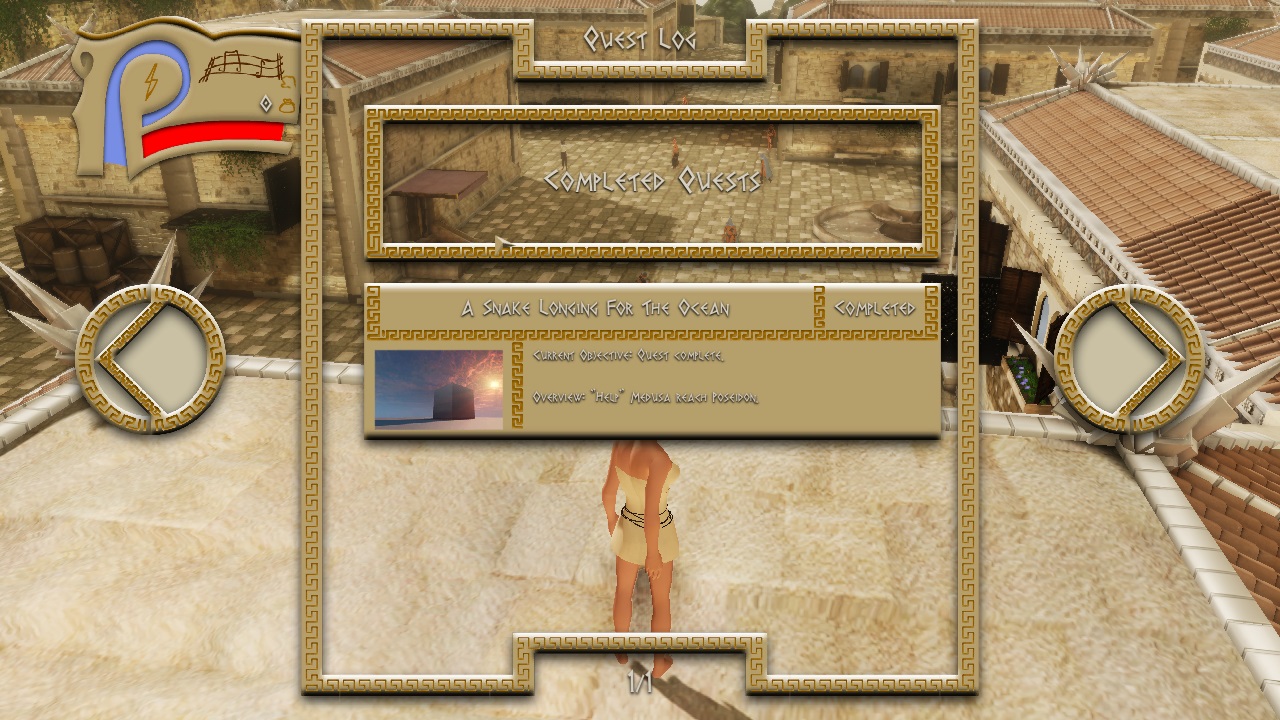 Quest Log
Completed Quests
A Snake Longing For The Ocean
Completed
Current Objective: Quest complete.
Overview: "Help" Medusa reach Poseidon.
1/1